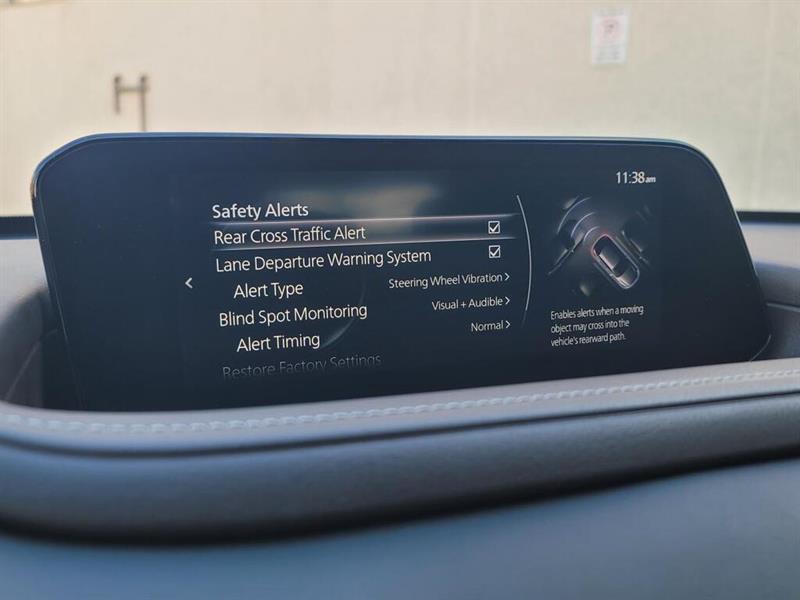 11:38am
Safety Alerts
Rear Cross Traffic Alert
Lane Departure Warning System
Alert Type Steering Wheel Vibration
Blind Spot Monitoring Visual + Audible
Alert Timing Normal
Restore Factory Settings
Enables alerts when a moving
object may cross into the
vehicle's rearward path.